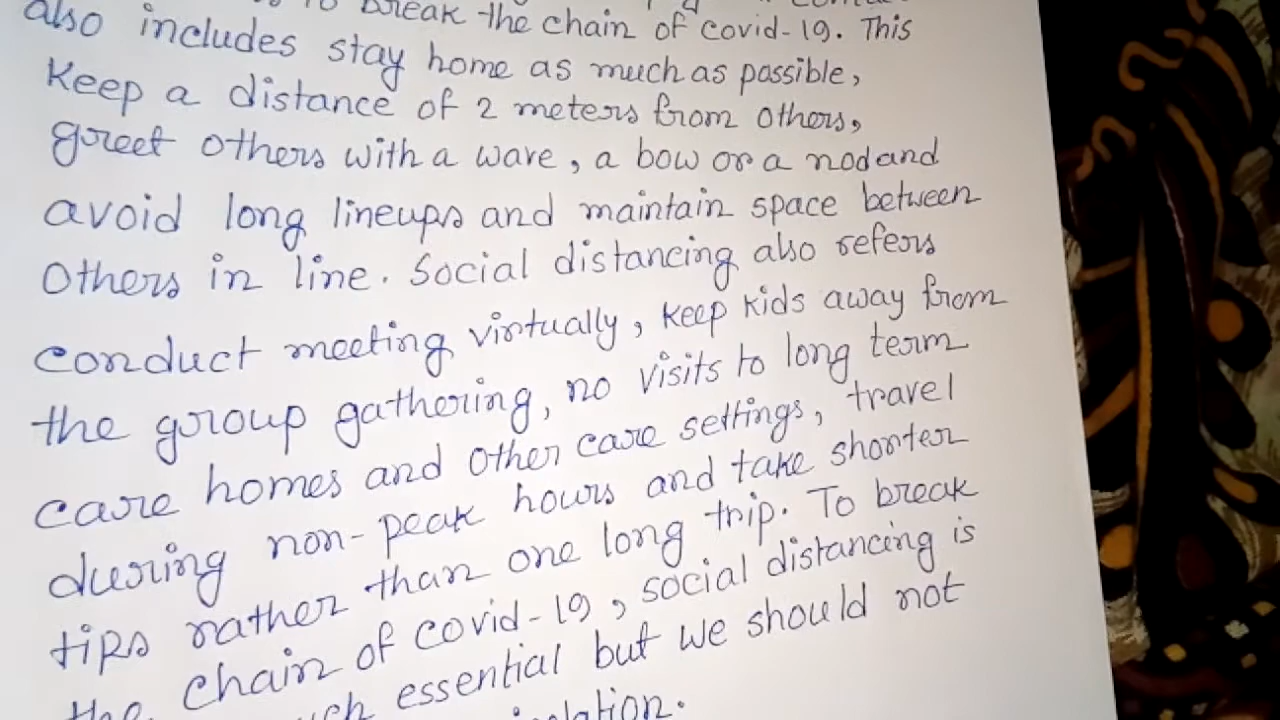 to break the chain of covid-19. This
also includes stay home as much as possible,
Keep a distance of 2 meters from others,
greet others with a wave, a bow or a nod and
avoid long lineups and maintain space between
others in line. Social distancing also refers
conduct meeting virtually, keep kids away from
the group gathering, no visits to long term
care homes and other care settings, travel
during non-peak hours and take shorter
tips rather than one long trip. To break
the chain of covid-19, social distancing is
essential but we should not